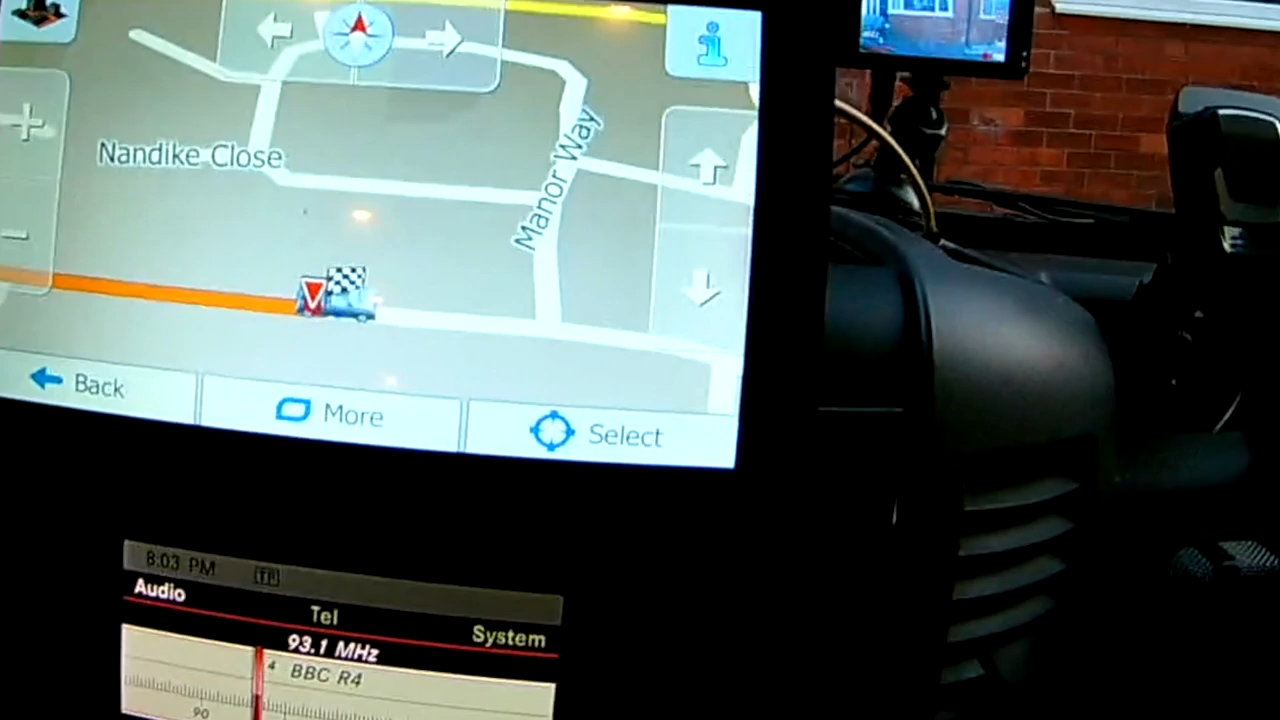 Nandike Close
Manor Way
Back
More
Select
8:03 PM
TP
Audio
Tel
System
93.1 MHz
4 BBC R4
90